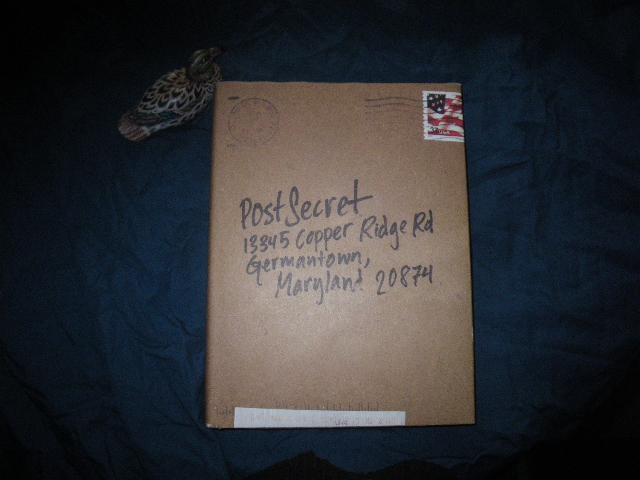 PostSecret
13345 Copper Ridge Rd
Germantown,
Maryland 20874